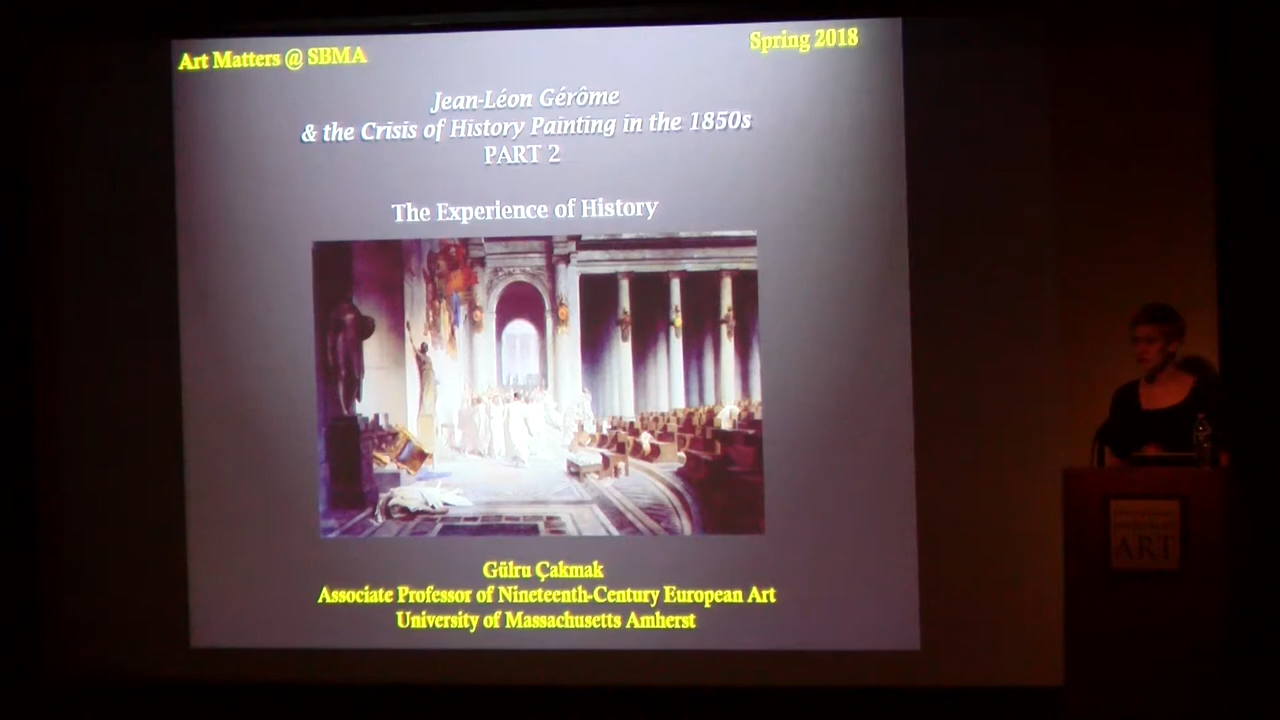 Art Matters @ SBMA
Spring 2018
Jean-Léon Gérôme
& the Crisis of History Painting in the 1850s
PART 2
The Experience of History
Gülru Çakmak
Associate Professor of Nineteenth-Century European Art
University of Massachusetts Amherst
ART